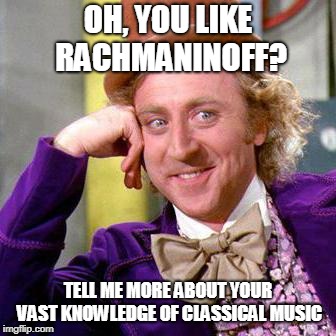 OH, YOU LIKE
RACHMANINOFF?
TELL ME MORE ABOUT YOUR
VAST KNOWLEDGE OF CLASSICAL MUSIC
imgflip.com